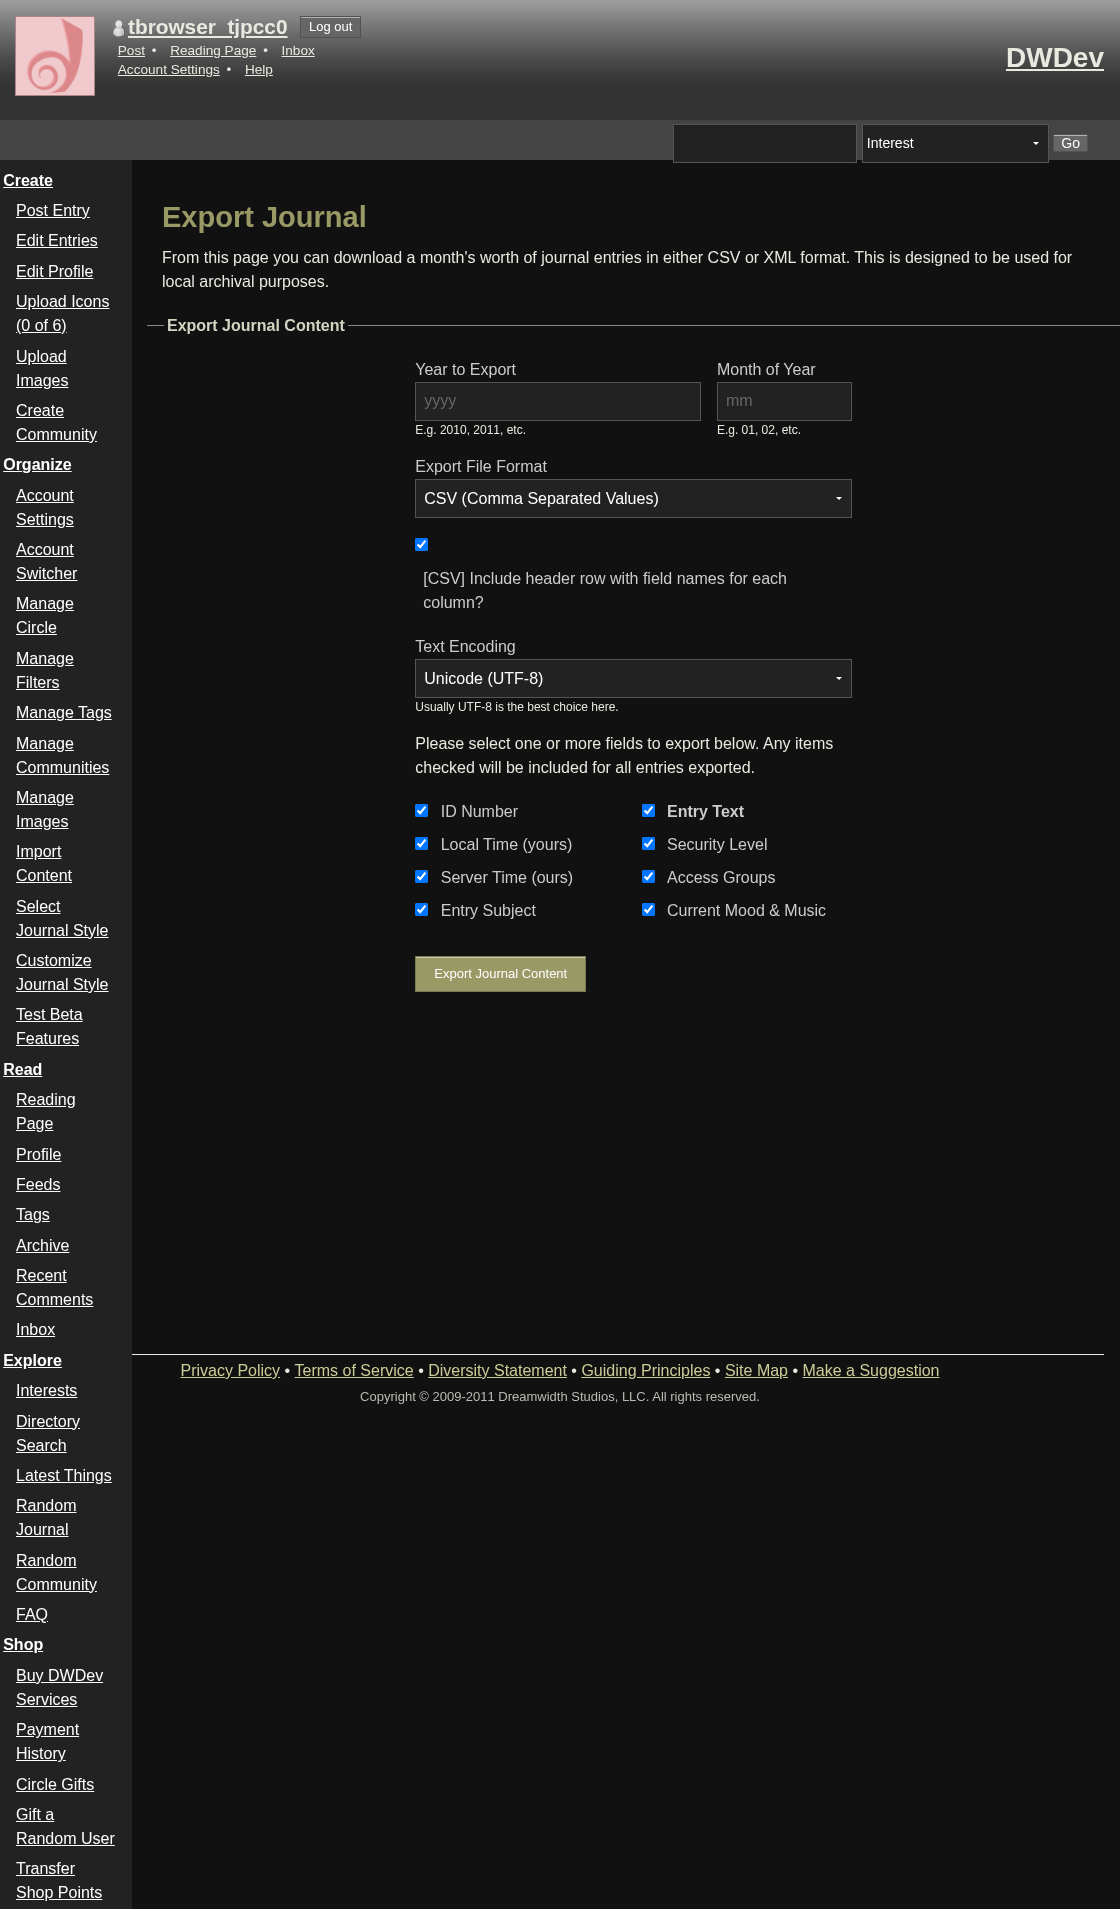 tbrowser_tjpcc0 Log out
Post • Reading Page • Inbox
Account Settings • Help
DWDev
Interest Go
Create
Post Entry
Edit Entries
Edit Profile
Upload Icons
(0 of 6)
Upload
Images
Create
Community
Organize
Account
Settings
Account
Switcher
Manage
Circle
Manage
Filters
Manage Tags
Manage
Communities
Manage
Images
Import
Content
Select
Journal Style
Customize
Journal Style
Test Beta
Features
Read
Reading
Page
Profile
Feeds
Tags
Archive
Recent
Comments
Inbox
Explore
Interests
Directory
Search
Latest Things
Random
Journal
Random
Community
FAQ
Shop
Buy DWDev
Services
Payment
History
Circle Gifts
Gift a
Random User
Transfer
Shop Points
Export Journal
From this page you can download a month's worth of journal entries in either CSV or XML format. This is designed to be used for
local archival purposes.
Export Journal Content
Year to Export Month of Year
yyyy mm
E.g. 2010, 2011, etc. E.g. 01, 02, etc.
Export File Format
CSV (Comma Separated Values)
[CSV] Include header row with field names for each
column?
Text Encoding
Unicode (UTF-8)
Usually UTF-8 is the best choice here.
Please select one or more fields to export below. Any items
checked will be included for all entries exported.
ID Number Entry Text
Local Time (yours) Security Level
Server Time (ours) Access Groups
Entry Subject Current Mood & Music
Export Journal Content
Privacy Policy • Terms of Service • Diversity Statement • Guiding Principles • Site Map • Make a Suggestion
Copyright © 2009-2011 Dreamwidth Studios, LLC. All rights reserved.